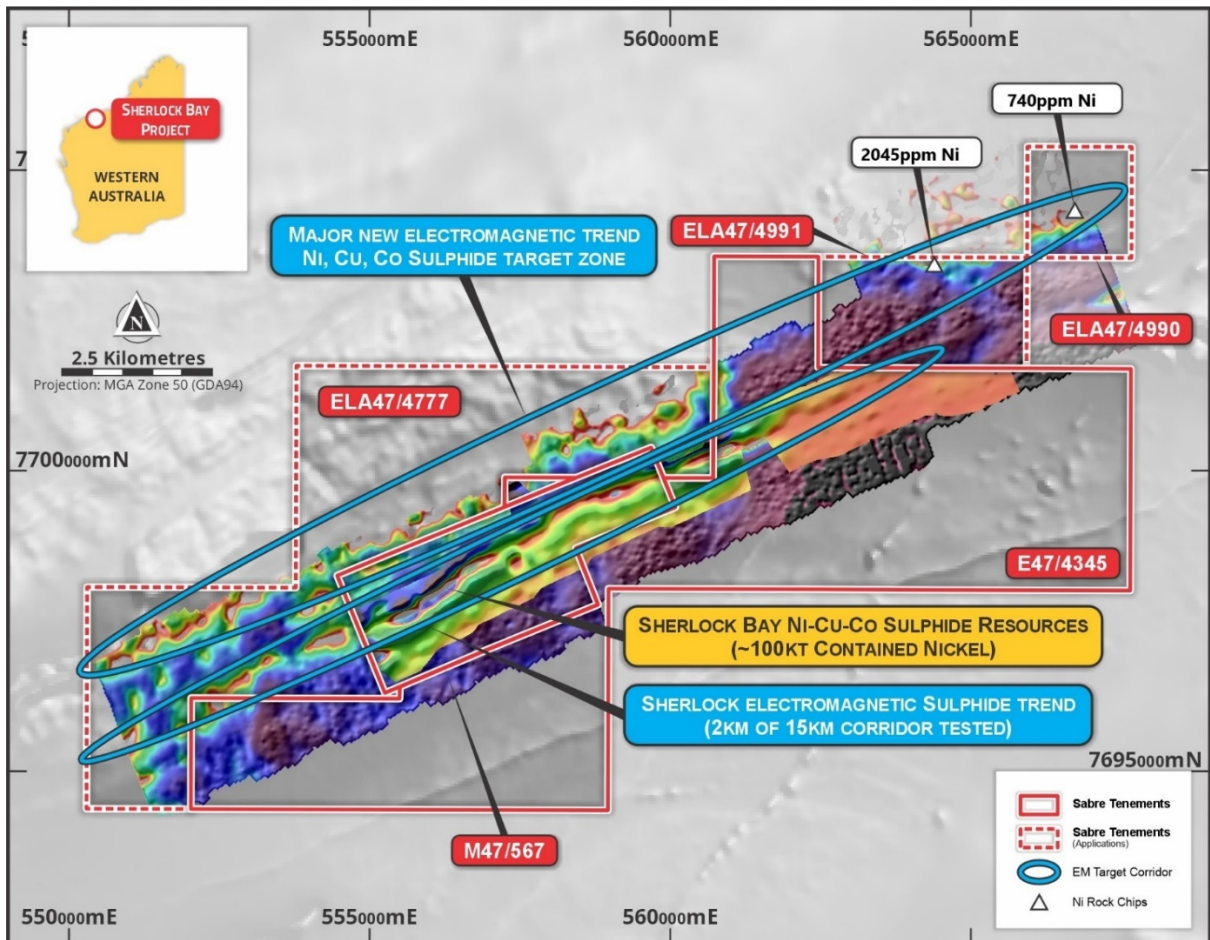 555000mE
560000mE
565000mE
SHERLOCK BAY
PROJECT
WESTERN
AUSTRALIA
740ppm Ni
2045ppm Ni
MAJOR NEW ELECTROMAGNETIC TREND
NI, CU, CO SULPHIDE TARGET ZONE
ELA47/4991
N
2.5 Kilometres
Projection: MGA Zone 50 (GDA94)
ELA47/4990
ELA47/4777
7700000mN
E47/4345
SHERLOCK BAY NI-CU-CO SULPHIDE RESOURCES
(~100KT CONTAINED NICKEL)
SHERLOCK ELECTROMAGNETIC SULPHIDE TREND
(2KM OF 15KM CORRIDOR TESTED)
7695000mN
M47/567
Sabre Tenements
Sabre Tenements
(Applications)
EM Target Corridor
Ni Rock Chips
550000mE
555000mE
560000mE